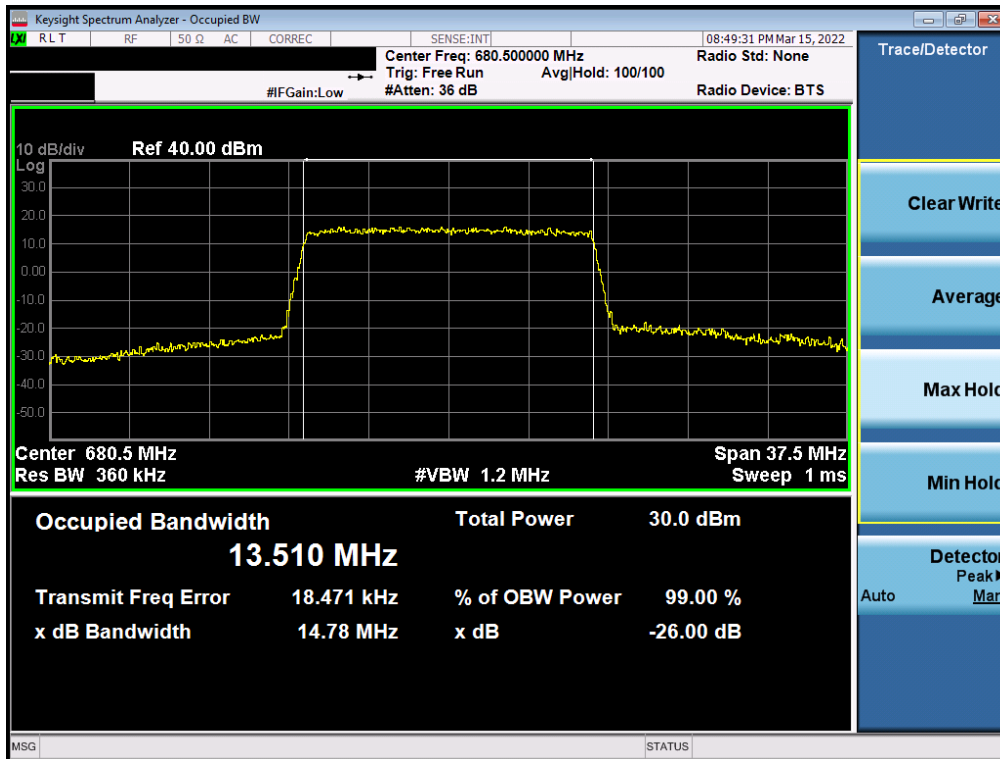 Keysight Spectrum Analyzer - Occupied BW
LXI RLT RF 50 Ω AC CORREC SENSE:INT 08:49:31 PM Mar 15, 2022
Center Freq: 680.500000 MHz Radio Std: None
Trig: Free Run Avg|Hold: 100/100
#IFGain:Low #Atten: 36 dB Radio Device: BTS
10 dB/div Ref 40.00 dBm
Log
30.0
20.0
10.0
0.00
-10.0
-20.0
-30.0
-40.0
-50.0
Center 680.5 MHz Span 37.5 MHz
Res BW 360 kHz #VBW 1.2 MHz Sweep 1 ms
Occupied Bandwidth Total Power 30.0 dBm
13.510 MHz
Transmit Freq Error 18.471 kHz % of OBW Power 99.00 %
x dB Bandwidth 14.78 MHz x dB -26.00 dB
MSG STATUS
Trace/Detector
Clear Write
Average
Max Hold
Min Hold
Detector
Peak▶
Auto Man